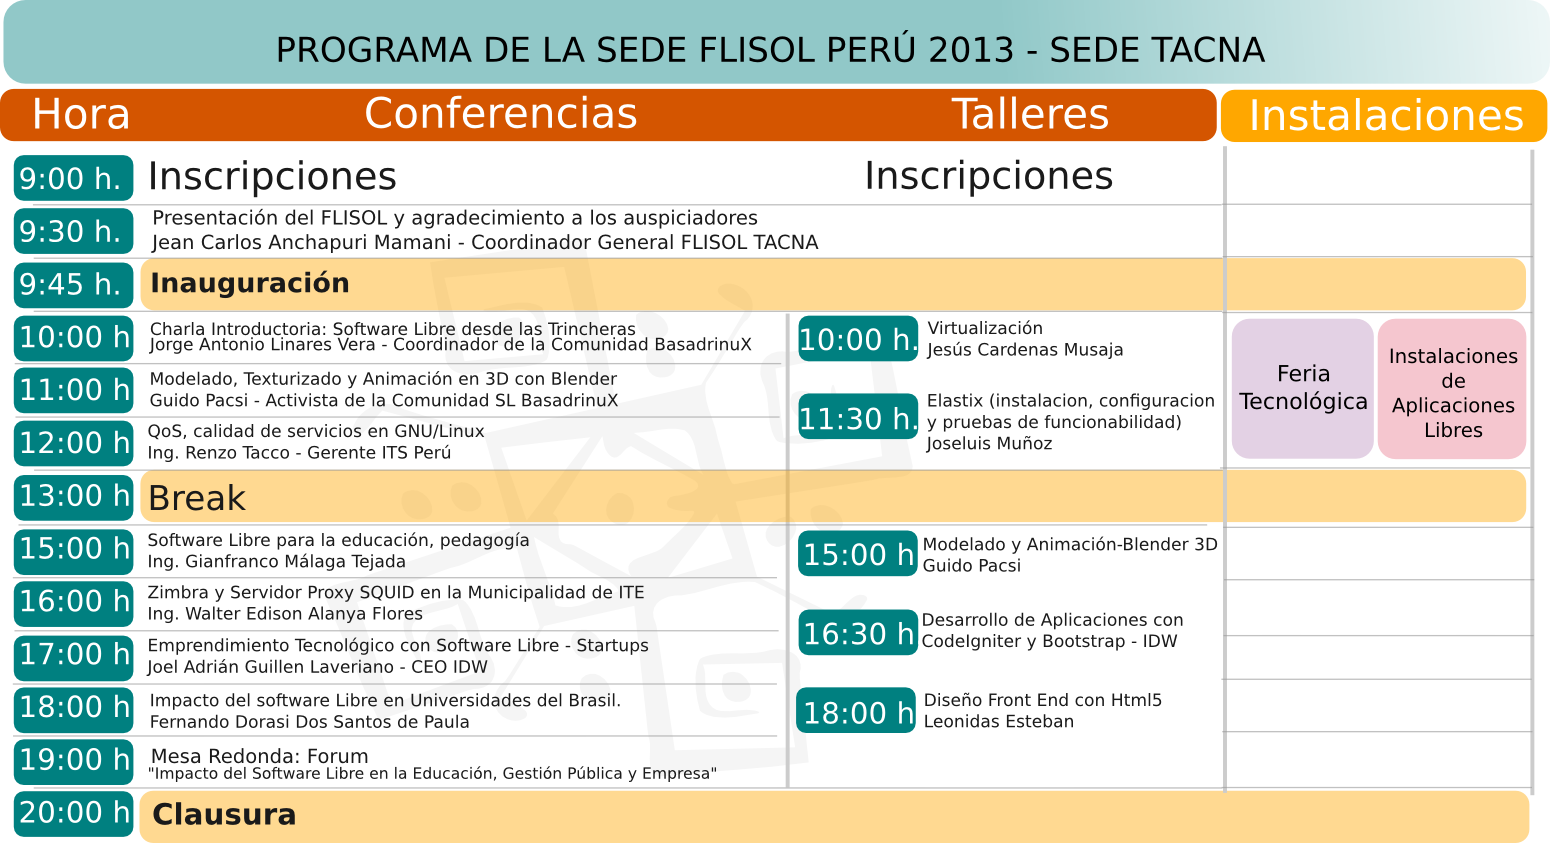 PROGRAMA DE LA SEDE FLISOL PERÚ 2013 - SEDE TACNA
Hora Conferencias Talleres Instalaciones
9:00 h. Inscripciones Inscripciones
9:30 h. Presentación del FLISOL y agradecimiento a los auspiciadores
Jean Carlos Anchapuri Mamani - Coordinador General FLISOL TACNA
9:45 h. Inauguración
10:00 h Charla Introductoria: Software Libre desde las Trincheras
Jorge Antonio Linares Vera - Coordinador de la Comunidad BasadrinuX
11:00 h Modelado, Texturizado y Animación en 3D con Blender
Guido Pacsi - Activista de la Comunidad SL BasadrinuX
12:00 h QoS, calidad de servicios en GNU/Linux
Ing. Renzo Tacco - Gerente ITS Perú
10:00 h. Virtualización
Jesús Cardenas Musaja
11:30 h. Elastix (instalacion, configuracion
y pruebas de funcionabilidad)
Joseluis Muñoz
Feria
Tecnológica
Instalaciones
de
Aplicaciones
Libres
13:00 h Break
15:00 h Software Libre para la educación, pedagogía
Ing. Gianfranco Málaga Tejada
16:00 h Zimbra y Servidor Proxy SQUID en la Municipalidad de ITE
Ing. Walter Edison Alanya Flores
17:00 h Emprendimiento Tecnológico con Software Libre - Startups
Joel Adrián Guillen Laveriano - CEO IDW
18:00 h Impacto del software Libre en Universidades del Brasil.
Fernando Dorasi Dos Santos de Paula
19:00 h Mesa Redonda: Forum
"Impacto del Software Libre en la Educación, Gestión Pública y Empresa"
15:00 h Modelado y Animación-Blender 3D
Guido Pacsi
16:30 h Desarrollo de Aplicaciones con
CodeIgniter y Bootstrap - IDW
18:00 h Diseño Front End con Html5
Leonidas Esteban
20:00 h Clausura